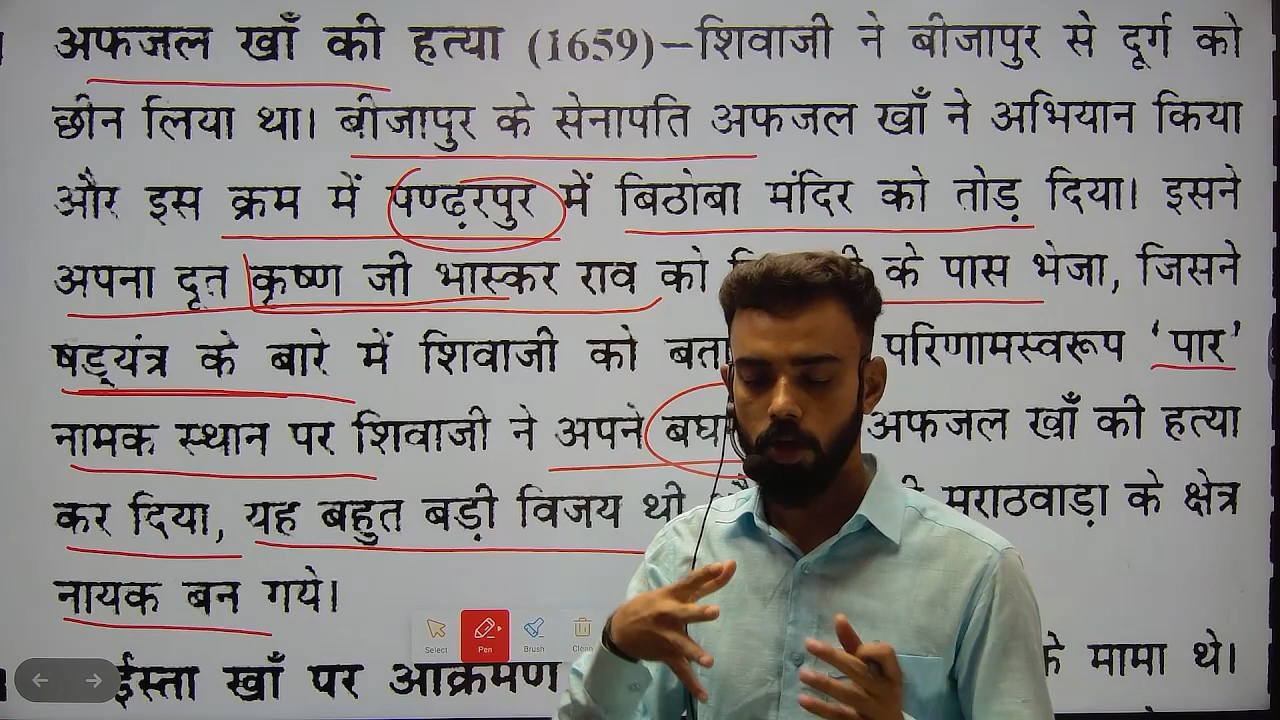 अफजल खाँ की हत्या (1659)–शिवाजी ने बीजापुर से दूर्ग को
छीन लिया था। बीजापुर के सेनापति अफजल खाँ ने अभियान किया
और इस क्रम में पण्ढ़रपुर में बिठोबा मंदिर को तोड़ दिया। इसने
अपना दूत कृष्ण जी भास्कर राव को के पास भेजा, जिसने
षड्यंत्र के बारे में शिवाजी को परिणामस्वरूप ‘पार’
नामक स्थान पर शिवाजी ने अपने अफजल खाँ की हत्या
कर दिया, यह बहुत बड़ी विजय थी मराठवाड़ा के क्षेत्र
नायक बन गये।
Select Pen Brush Clean
खाँ पर आक्रमण मामा थे।